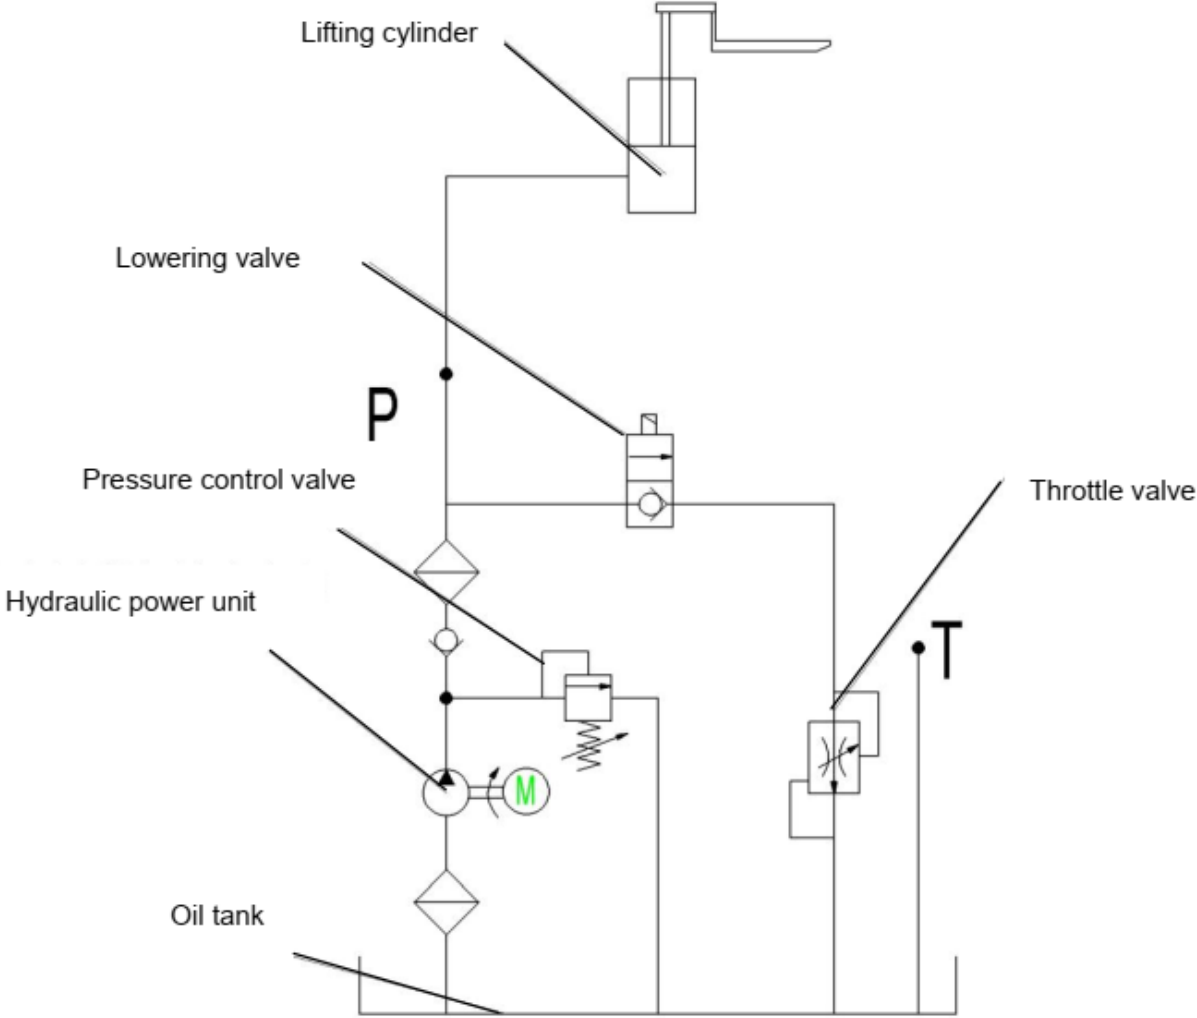 Lifting cylinder
Lowering valve
P
Pressure control valve
Throttle valve
Hydraulic power unit
T
M
Oil tank